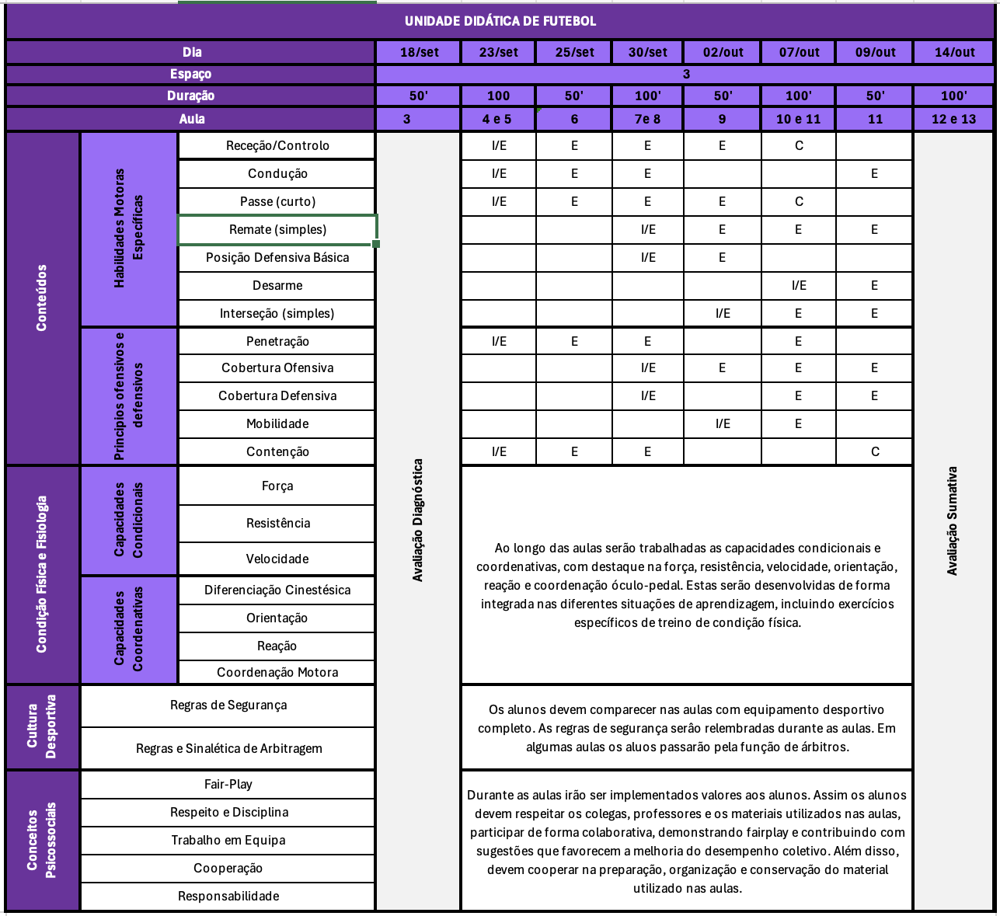 UNIDADE DIDÁTICA DE FUTEBOL
Dia 18/set 23/set 25/set 30/set 02/out 07/out 09/out 14/out
Espaço 3
Duração 50' 100 50' 100' 50' 100' 50' 100'
Aula 3 4 e 5 6 7e 8 9 10 e 11 11 12 e 13
Conteúdos
Habilidades Motoras
Específicas
Receção/Controlo I/E E E E C
Condução I/E E E E
Passe (curto) I/E E E E C
Remate (simples) I/E E E E
Posição Defensiva Básica I/E E
Desarme I/E E
Interseção (simples) I/E E E
Principios ofensivos e
defensivos
Penetração I/E E E E
Cobertura Ofensiva I/E E E E
Cobertura Defensiva I/E E E
Mobilidade I/E E
Contenção I/E E E C
Avaliação Diagnóstica
Avaliação Sumativa
Condição Física e Fisiologia
Capacidades
Condicionais
Força
Resistência
Velocidade
Capacidades
Coordenativas
Diferenciação Cinestésica
Orientação
Reação
Coordenação Motora
Ao longo das aulas serão trabalhadas as capacidades condicionais e
coordenativas, com destaque na força, resistência, velocidade, orientação,
reação e coordenação óculo-pedal. Estas serão desenvolvidas de forma
integrada nas diferentes situações de aprendizagem, incluindo exercícios
específicos de treino de condição física.
Cultura
Desportiva
Regras de Segurança
Regras e Sinalética de Arbitragem
Os alunos devem comparecer nas aulas com equipamento desportivo
completo. As regras de segurança serâo relembradas durante as aulas. Em
algumas aulas os aluos passarão pela função de árbitros.
Conceitos
Psicossociais
Fair-Play
Respeito e Disciplina
Trabalho em Equipa
Cooperação
Responsabilidade
Durante as aulas irão ser implementados valores aos alunos. Assim os alunos
devem respeitar os colegas, professores e os materiais utilizados nas aulas,
participar de forma colaborativa, demonstrando fairplay e contribuindo com
sugestões que favorecem a melhoria do desempenho coletivo. Além disso,
devem cooperar na preparação, organização e conservação do material
utilizado nas aulas.